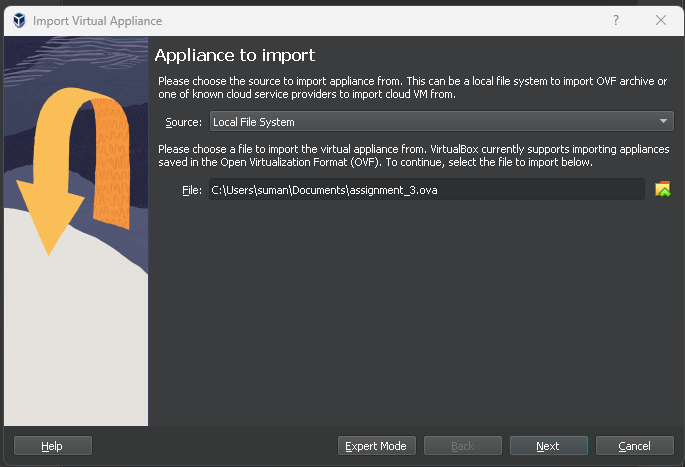 Import Virtual Appliance
?
Appliance to import
Please choose the source to import appliance from. This can be a local file system to import OVF archive or
one of known cloud service providers to import cloud VM from.
Source: Local File System
Please choose a file to import the virtual appliance from. VirtualBox currently supports importing appliances
saved in the Open Virtualization Format (OVF). To continue, select the file to import below.
File: C:\Users\suman\Documents\assignment_3.ova
Help Expert Mode Back Next Cancel